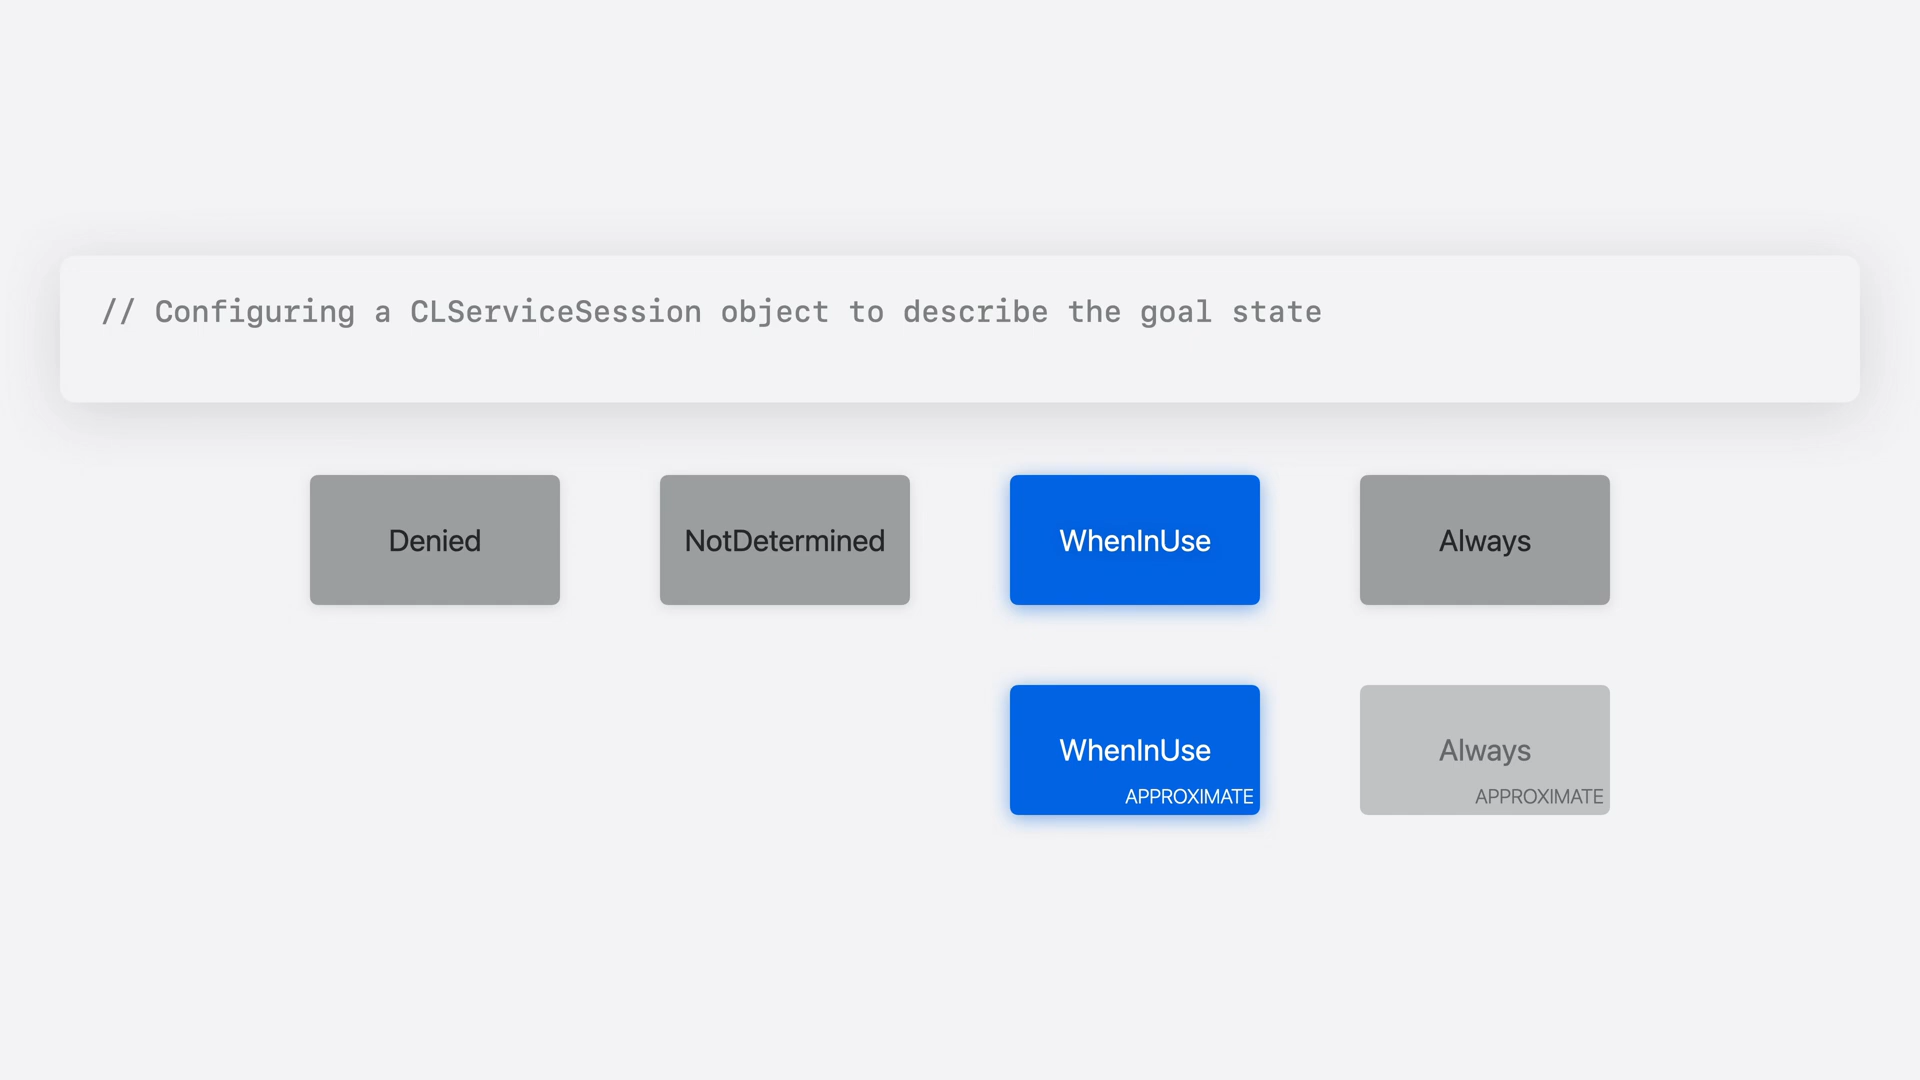 // Configuring a CLServiceSession object to describe the goal state
Denied
NotDetermined
WhenInUse
Always
WhenInUse
APPROXIMATE
Always
APPROXIMATE